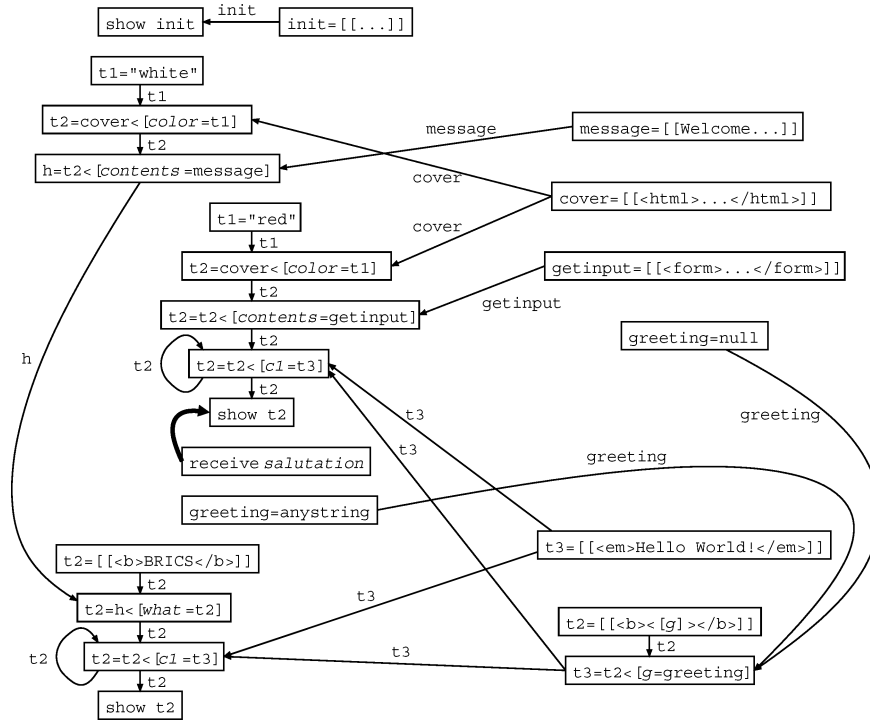 init
show init
init=[[...]]
t1="white"
t1
t2=cover<[color=t1]
message
message=[[Welcome...]]
t2
h=t2<[contents=message]
cover
cover=[[<html>...</html>]]
t1="red"
cover
t1
t2=cover<[color=t1]
getinput=[[<form>...</form>]]
t2
getinput
t2=t2<[contents=getinput]
t2
greeting=null
h
t2
t2=t2<[c1=t3]
t2
show t2
t3
greeting
t3
greeting
receive salutation
greeting=anystring
t2=[[<b>BRICS</b>]]
t3=[[<em>Hello World!</em>]]
t2
t3
t2=h<[what=t2]
t2=[[<b><[g]></b>]]
t2
t2
t2
t2=t2<[c1=t3]
t3
t3=t2<[g=greeting]
t2
show t2